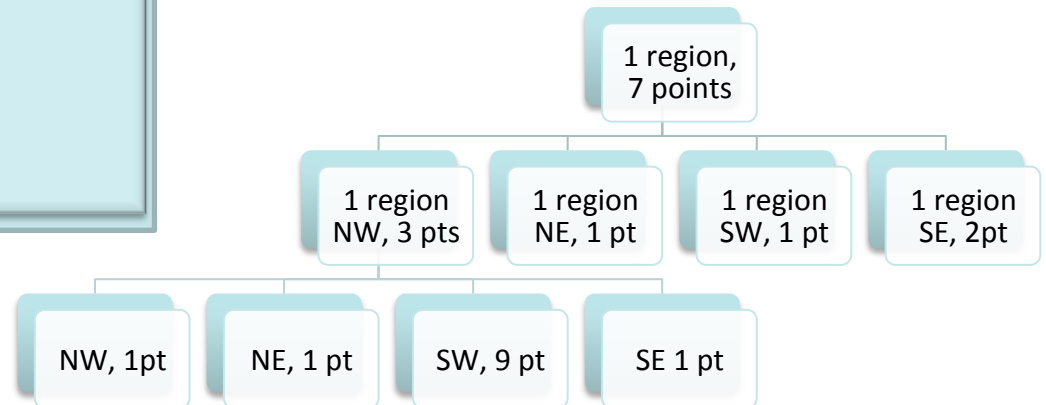 1 region,
7 points
1 region
NW, 3 pts
1 region
NE, 1 pt
1 region
SW, 1 pt
1 region
SE, 2pt
NW, 1pt
NE, 1 pt
SW, 9 pt
SE 1 pt